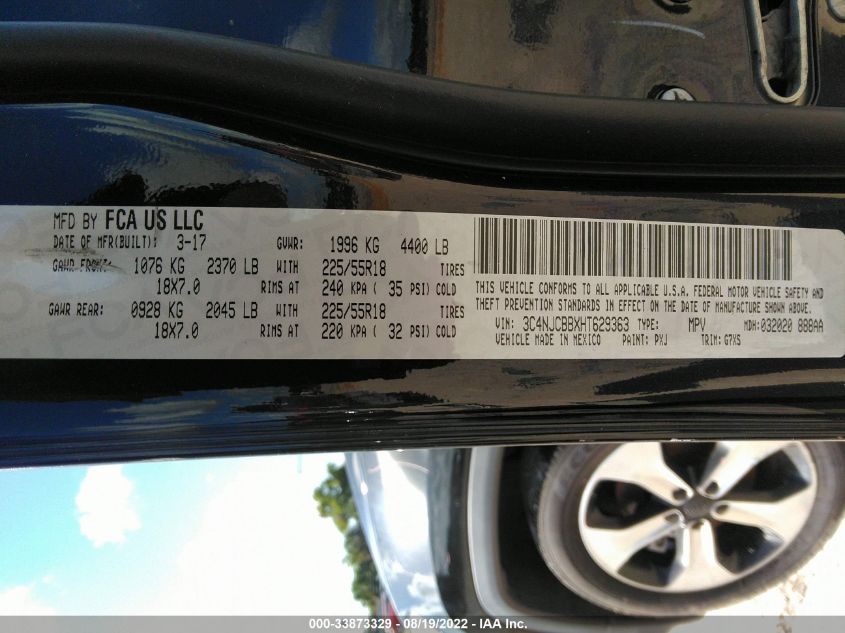 MFD BY FCA US LLC
DATE OF MFR(BUILT): 3-17 GVWR: 1996 KG 4400 LB
GAWR FRONT: 1076 KG 2370 LB WITH 225/55R18 TIRES
18X7.0 RIMS AT 240 KPA ( 35 PSI) COLD
GAWR REAR: 0928 KG 2045 LB WITH 225/55R18 TIRES
18X7.0 RIMS AT 220 KPA ( 32 PSI) COLD
THIS VEHICLE CONFORMS TO ALL APPLICABLE U.S.A. FEDERAL MOTOR VEHICLE SAFETY AND
THEFT PREVENTION STANDARDS IN EFFECT ON THE DATE OF MANUFACTURE SHOWN ABOVE.
VIN: 3C4NJCBBXHT629363 TYPE: MPV MDH: 032020 888AA
VEHICLE MADE IN MEXICO PAINT: PXJ TRIM: G7XS
000-33873329 - 08/19/2022 - IAA Inc.